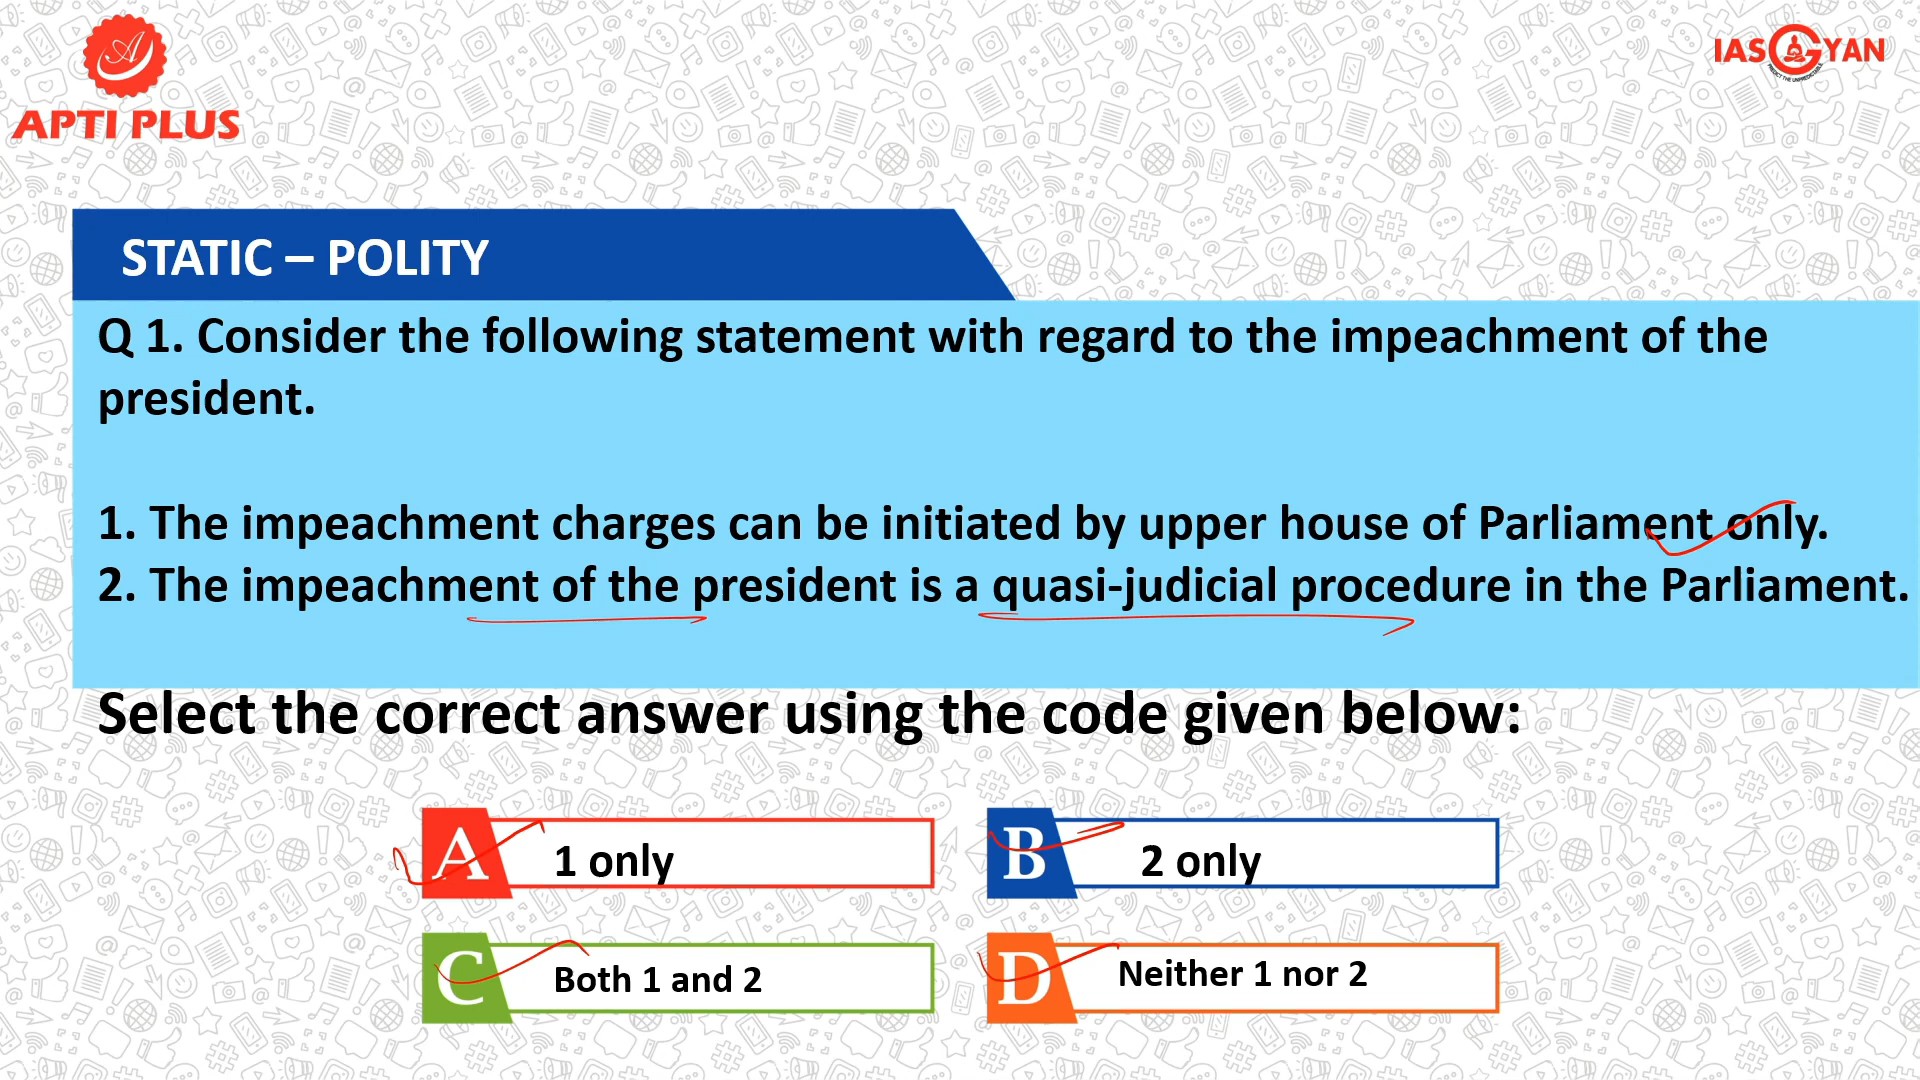 APTI PLUS
IASGYAN
STATIC – POLITY
Q 1. Consider the following statement with regard to the impeachment of the
president.
1. The impeachment charges can be initiated by upper house of Parliament only.
2. The impeachment of the president is a quasi-judicial procedure in the Parliament.
Select the correct answer using the code given below:
A 1 only
B 2 only
C Both 1 and 2
D Neither 1 nor 2